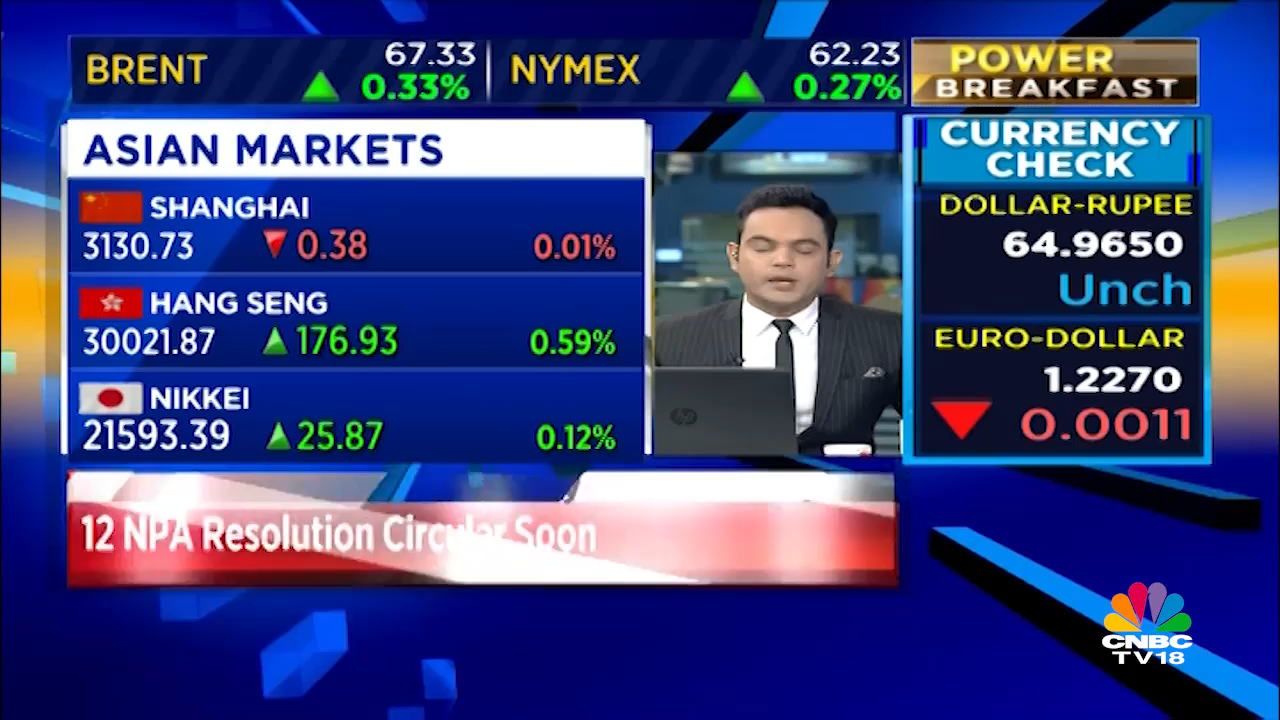 BRENT
67.33
0.33%
NYMEX
62.23
0.27%
POWER
BREAKFAST
ASIAN MARKETS
SHANGHAI
3130.73 0.38 0.01%
HANG SENG
30021.87 176.93 0.59%
NIKKEI
21593.39 25.87 0.12%
CURRENCY
CHECK
DOLLAR-RUPEE
64.9650
Unch
EURO-DOLLAR
1.2270
0.0011
12 NPA Resolution Circular Soon
hp
CNBC
TV18